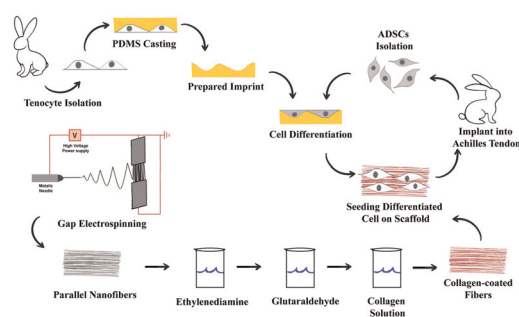 PDMS Casting
Tenocyte Isolation
Prepared Imprint
ADSCs
Isolation
Cell Differentiation
Implant into
Achilles Tendon
Seeding Differentiated
Cell on Scaffold
V
High Voltage
Power supply
Metalic
Needle
Gap Electrospinning
Parallel Nanofibers
Ethylenediamine
Glutaraldehyde
Collagen
Solution
Collagen-coated
Fibers